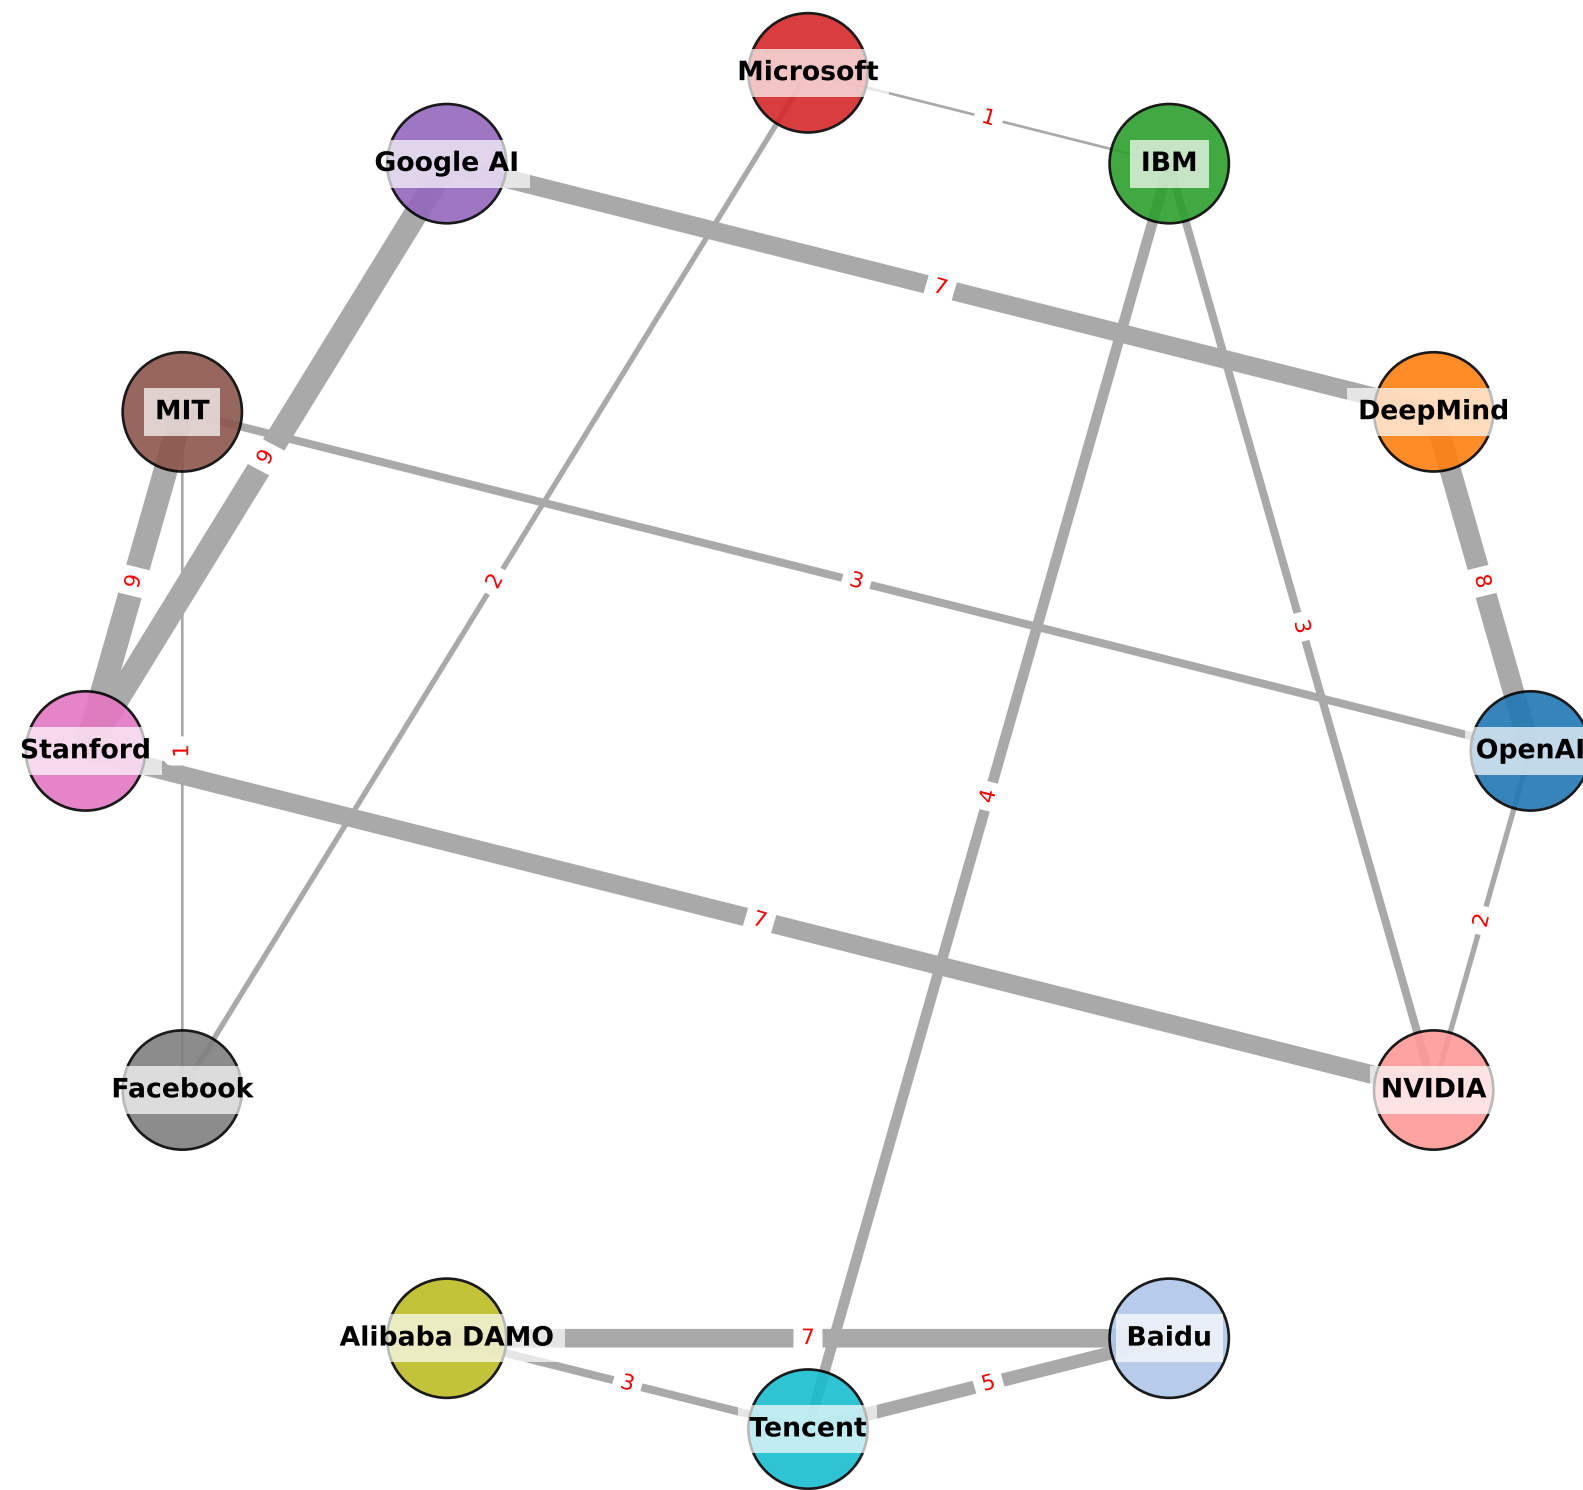 Microsoft
1
Google AI
IBM
7
MIT
DeepMind
9
9
2
3
8
3
Stanford
1
OpenAI
4
7
2
Facebook
NVIDIA
Alibaba DAMO
7
Baidu
3
5
Tencent